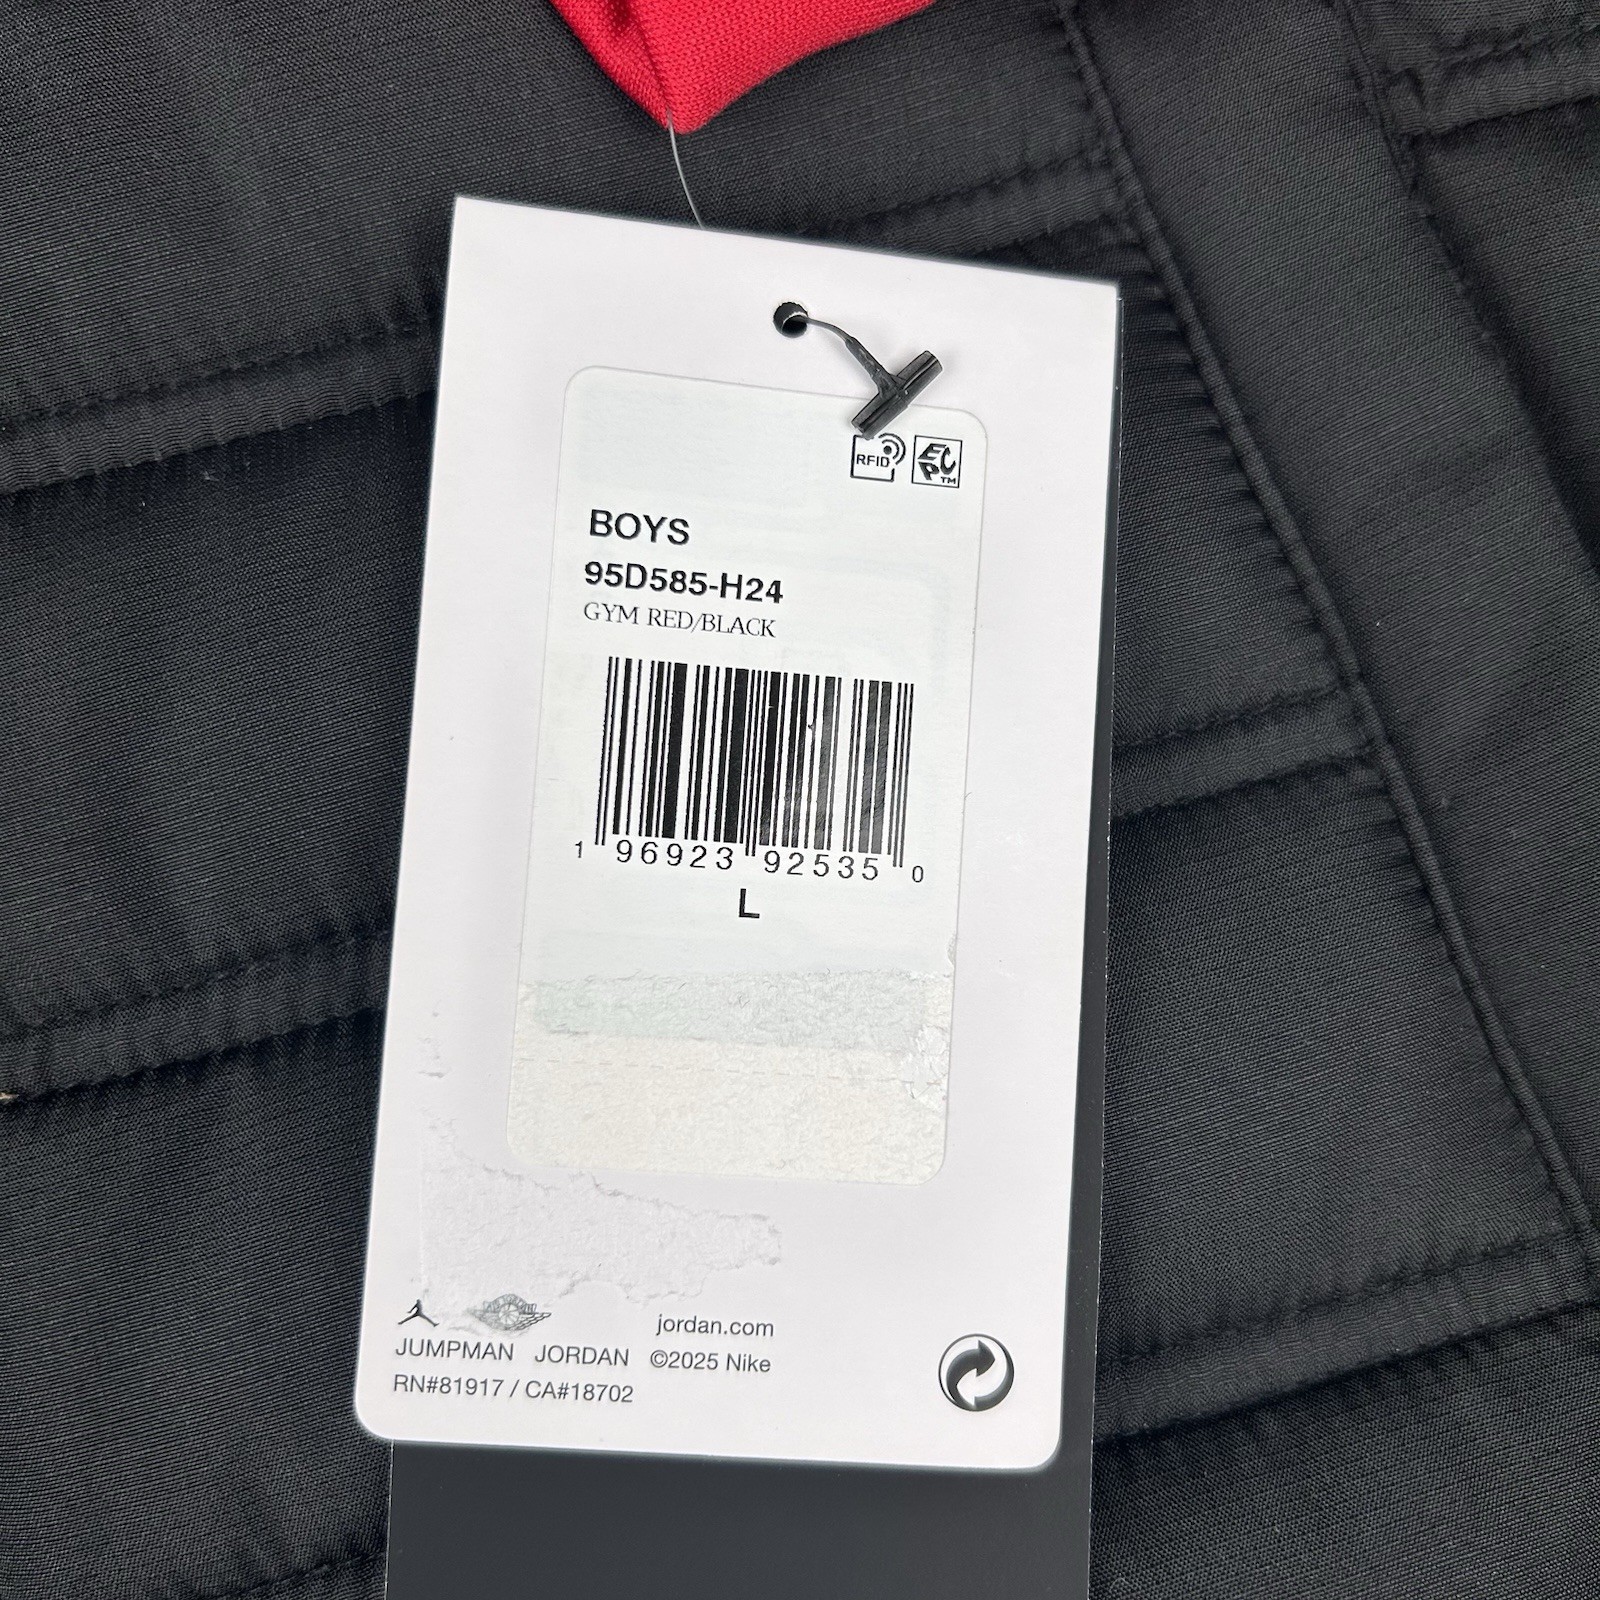 RFID
EPC™
BOYS
95D585-H24
GYM RED/BLACK
1 96923 92535 0
L
jordan.com
JUMPMAN JORDAN ©2025 Nike
RN#81917 / CA#18702